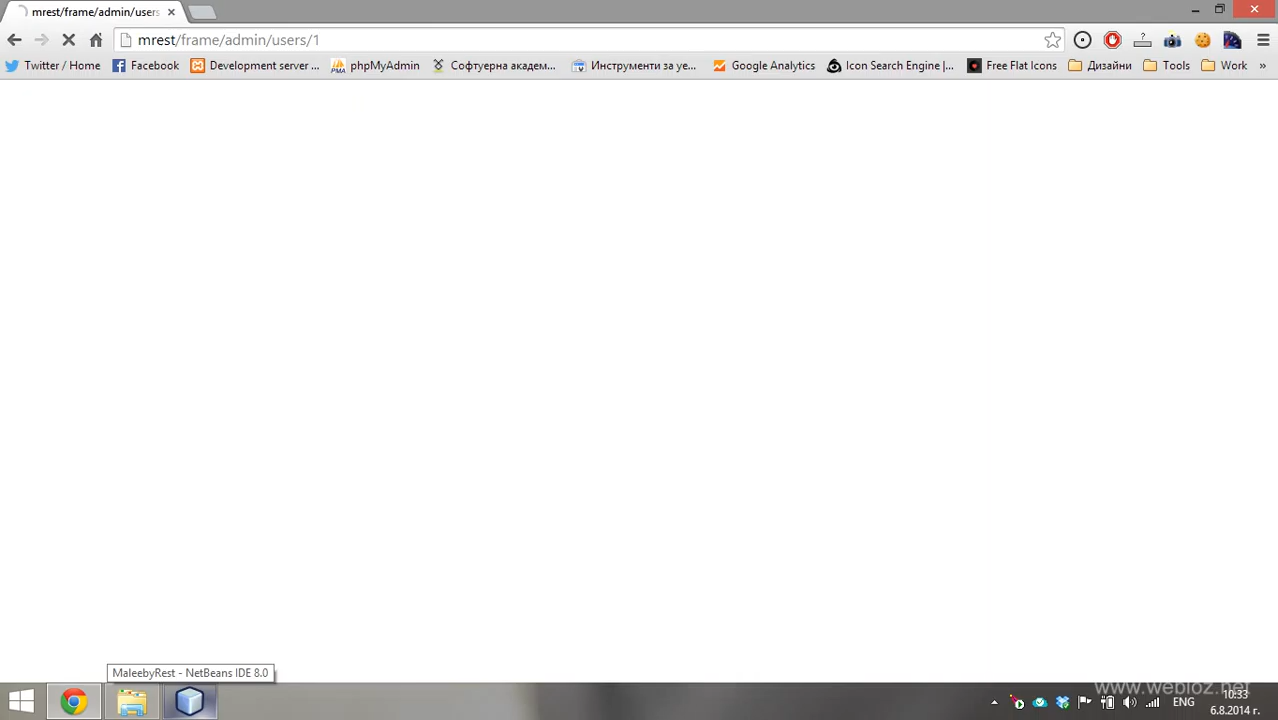 mrest/frame/admin/users
mrest/frame/admin/users/1
Twitter / Home Facebook Development server ... phpMyAdmin Софтуерна академ... Инструменти за уе... Google Analytics Icon Search Engine |... Free Flat Icons Дизайни Tools Work »
MaleebyRest - NetBeans IDE 8.0
www.webloz.net
ENG 10:33
6.8.2014 г.